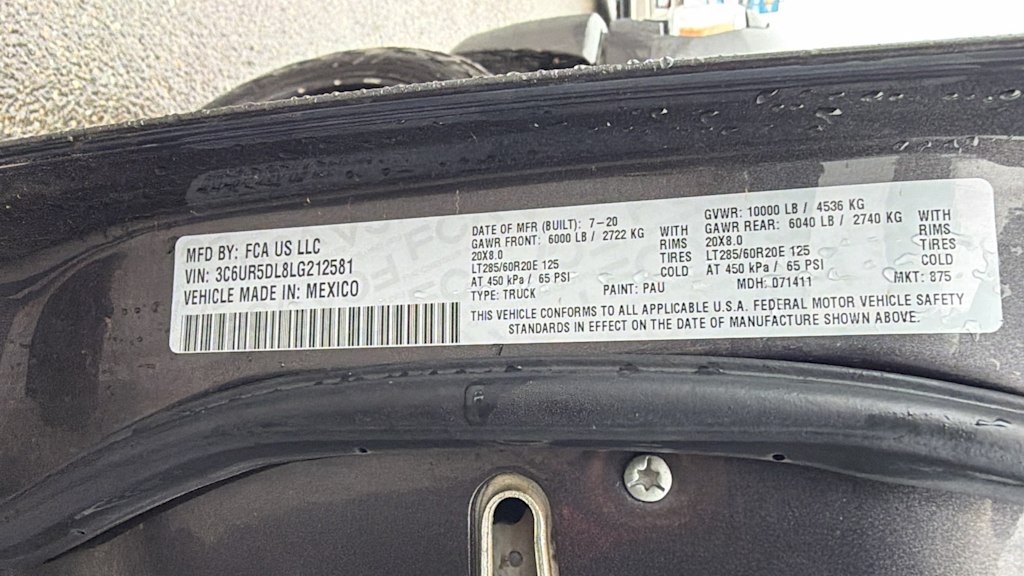 MFD BY: FCA US LLC
VIN: 3C6UR5DL8LG212581
VEHICLE MADE IN: MEXICO
DATE OF MFR (BUILT): 7-20
GAWR FRONT: 6000 LB / 2722 KG WITH
20X8.0 RIMS
LT285/60R20E 125 TIRES
AT 450 kPa / 65 PSI COLD
TYPE: TRUCK PAINT: PAU
GVWR: 10000 LB / 4536 KG
GAWR REAR: 6040 LB / 2740 KG WITH
20X8.0 RIMS
LT285/60R20E 125 TIRES
AT 450 kPa / 65 PSI COLD
MDH: 071411 MKT: 875
THIS VEHICLE CONFORMS TO ALL APPLICABLE U.S.A. FEDERAL MOTOR VEHICLE SAFETY
STANDARDS IN EFFECT ON THE DATE OF MANUFACTURE SHOWN ABOVE.